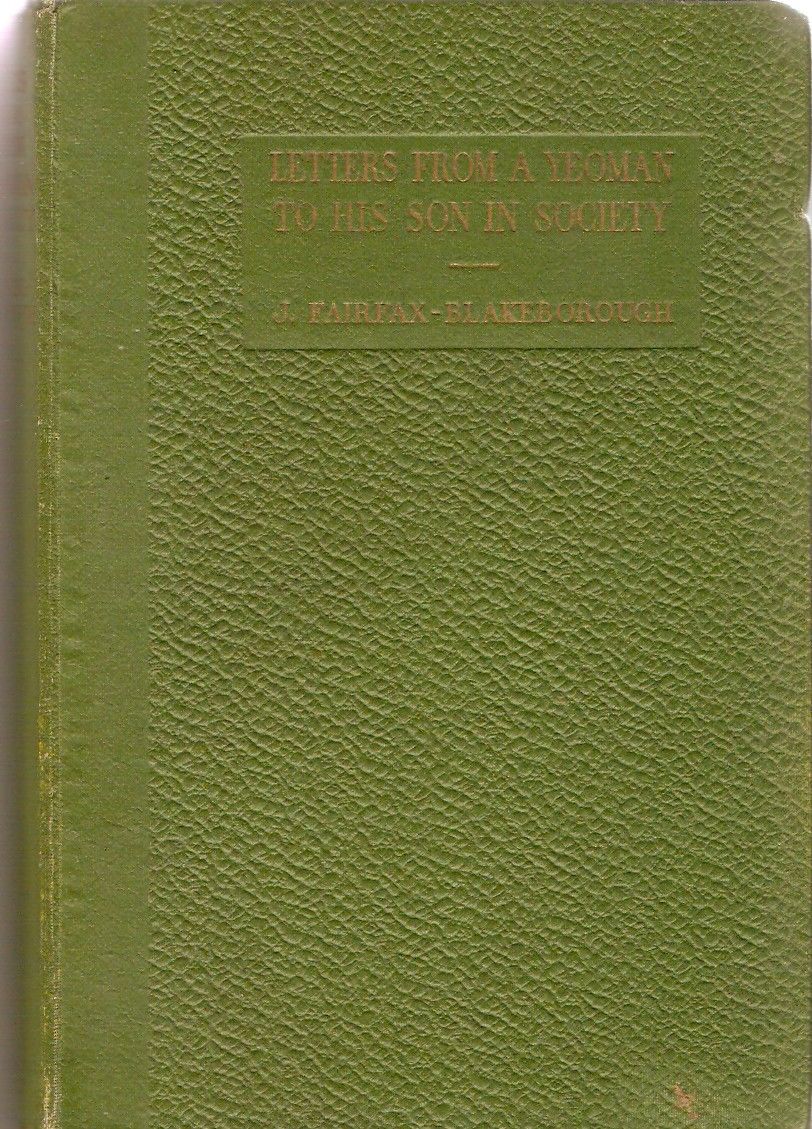 LETTERS FROM A YEOMAN
TO HIS SON IN SOCIETY
J. FAIRFAX-BLAKEBOROUGH